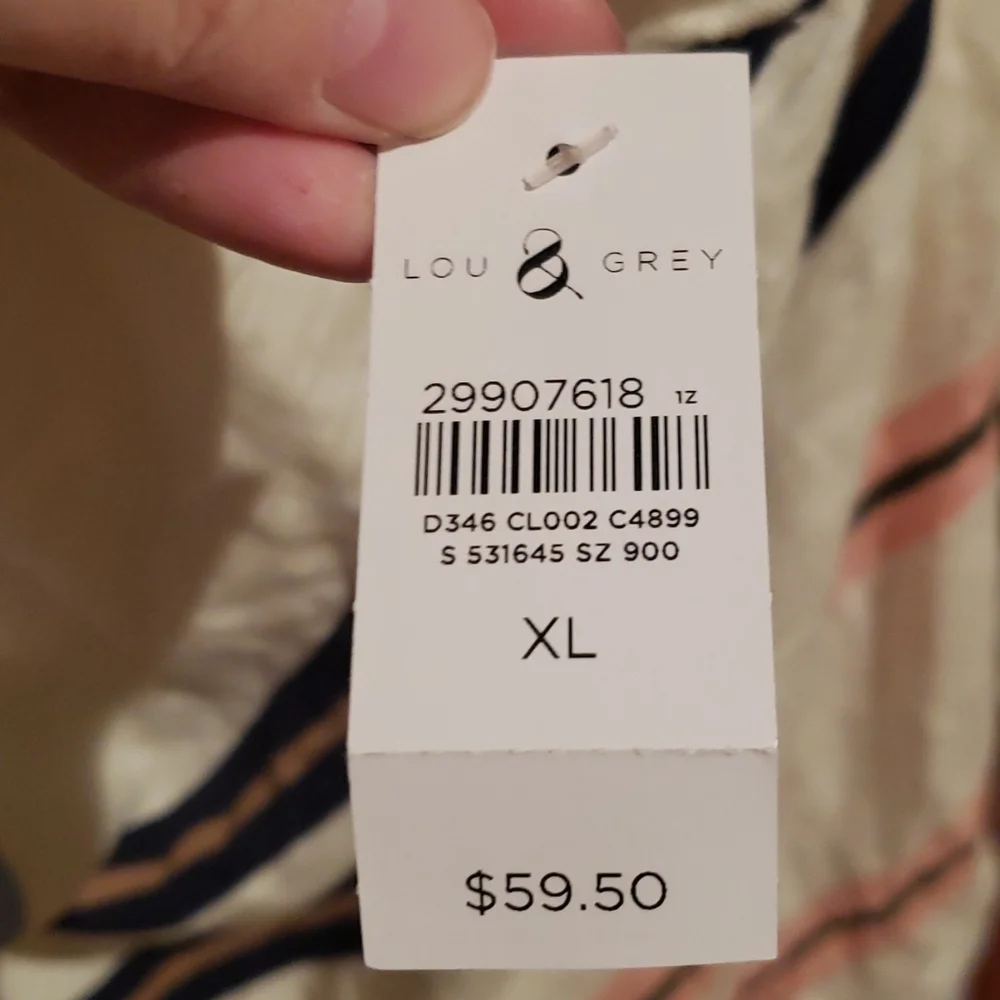 LOU & GREY
29907618 1Z
D346 CL002 C4899
S 531645 SZ 900
XL
$59.50